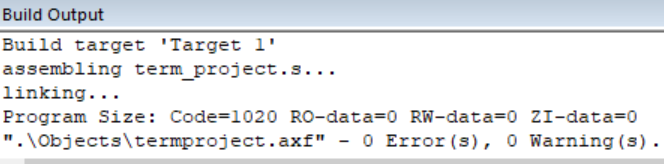 Build Output
Build target 'Target 1'
assembling term_project.s...
linking...
Program Size: Code=1020 RO-data=0 RW-data=0 ZI-data=0
".\Objects\termproject.axf" - 0 Error(s), 0 Warning(s).